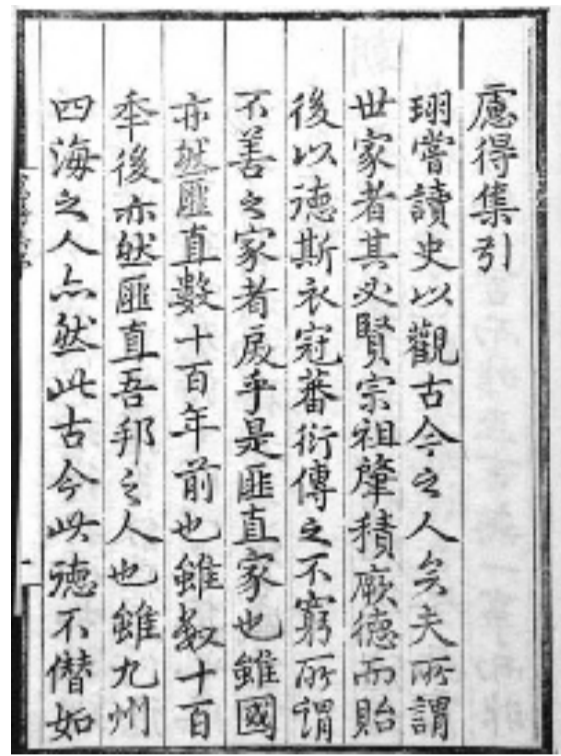 慮得集引
珝嘗讀史以觀古今之人矣夫所謂
世家者其必賢宗祖肇積厥德而貽
後以德斯衣冠蕃衍傳之不窮所謂
不善之家者反乎是匪直家也雖國
亦然匪直數十百年前也雖數十百
年後亦然匪直吾邦之人也雖九州
四海之人亦然此古今此德不僭如